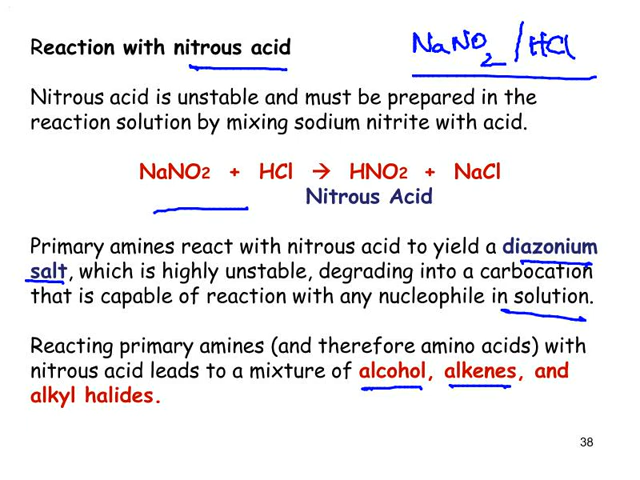 Reaction with nitrous acid
NaNO2/HCl
Nitrous acid is unstable and must be prepared in the
reaction solution by mixing sodium nitrite with acid.
NaNO2 + HCl → HNO2 + NaCl
Nitrous Acid
Primary amines react with nitrous acid to yield a diazonium
salt, which is highly unstable, degrading into a carbocation
that is capable of reaction with any nucleophile in solution.
Reacting primary amines (and therefore amino acids) with
nitrous acid leads to a mixture of alcohol, alkenes, and
alkyl halides.
38